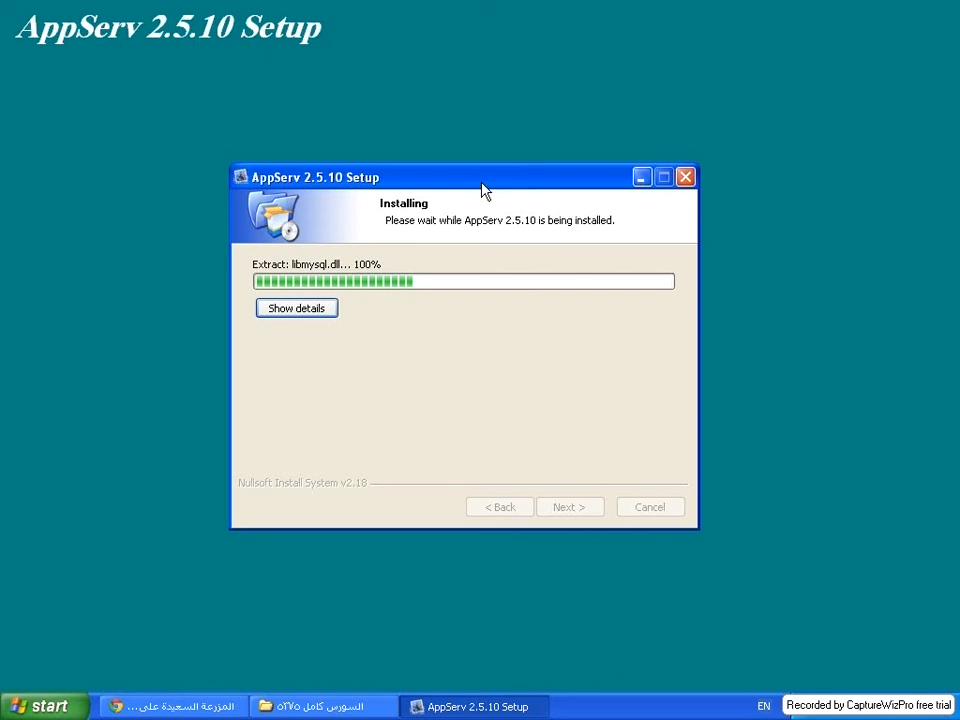 AppServ 2.5.10 Setup
AppServ 2.5.10 Setup
Installing
Please wait while AppServ 2.5.10 is being installed.
Extract: libmysql.dll... 100%
Show details
Nullsoft Install System v2.18
< Back
Next >
Cancel
start
المزرعة السعيدة على...
السورس كامل ٥٢٧٥
AppServ 2.5.10 Setup
EN
Recorded by CaptureWizPro free trial